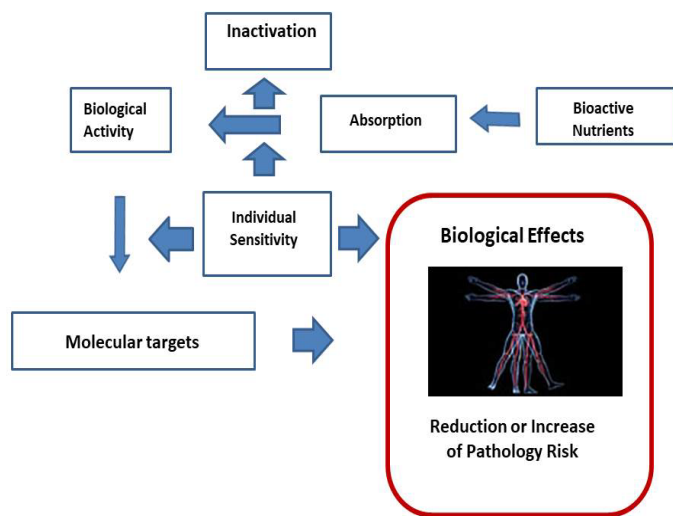 Inactivation
Biological
Activity
Absorption
Bioactive
Nutrients
Individual
Sensitivity
Biological Effects
Molecular targets
Reduction or Increase
of Pathology Risk